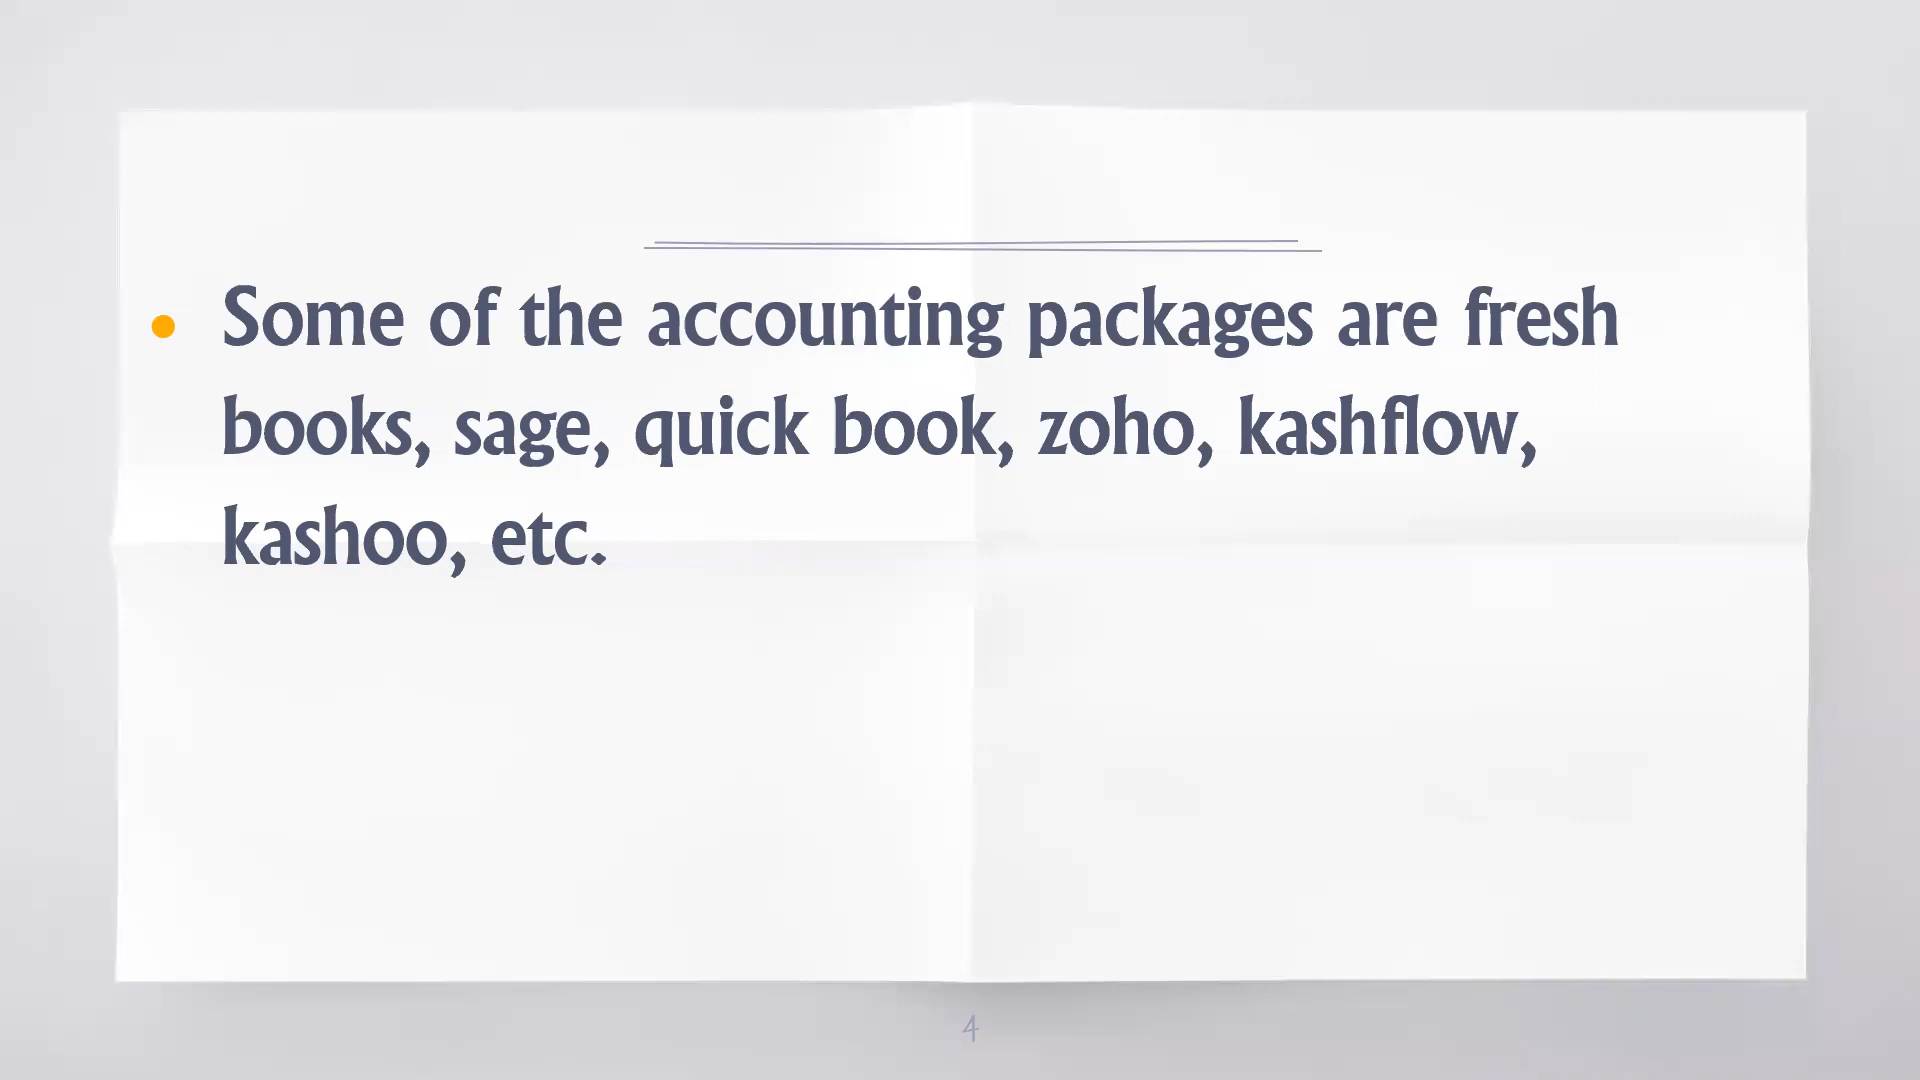 Some of the accounting packages are fresh
books, sage, quick book, zoho, kashflow,
kashoo, etc.
4